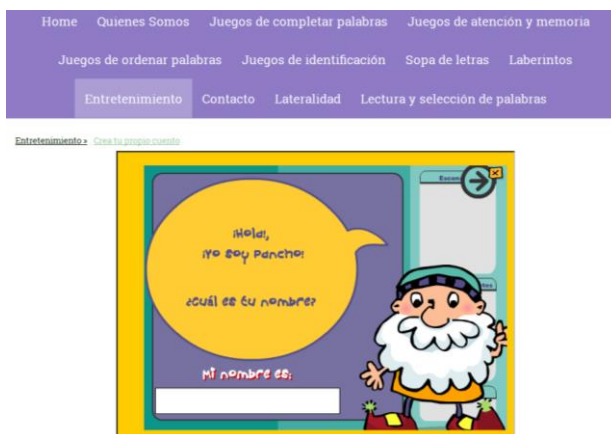 Home Quienes Somos Juegos de completar palabras Juegos de atención y memoria
Juegos de ordenar palabras Juegos de identificación Sopa de letras Laberintos
Entretenimiento Contacto Lateralidad Lectura y selección de palabras
Entretenimiento » Crea tu propio cuento
¡Hola!,
¡Yo soy Pancho!
¿Cuál es tu nombre?
Mi nombre es: